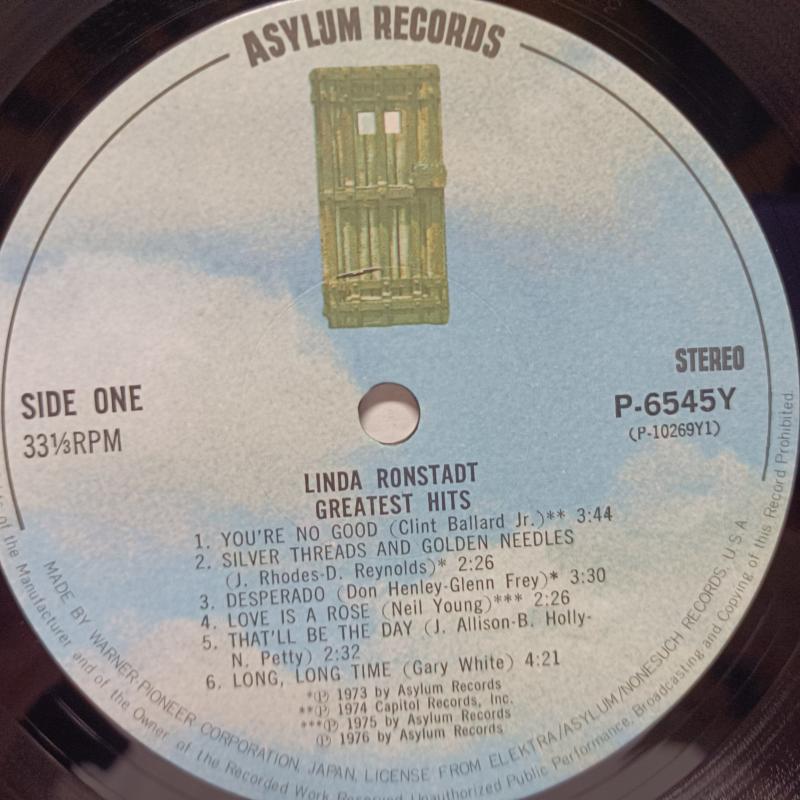 ASYLUM RECORDS
STEREO
SIDE ONE
P-6545Y
33⅓RPM
(P-10269Y1)
LINDA RONSTADT
GREATEST HITS
1. YOU'RE NO GOOD (Clint Ballard Jr.)** 3:44
2. SILVER THREADS AND GOLDEN NEEDLES
(J. Rhodes-D. Reynolds)* 2:26
3. DESPERADO (Don Henley-Glenn Frey)* 3:30
4. LOVE IS A ROSE (Neil Young)*** 2:26
5. THAT'LL BE THE DAY (J. Allison-B. Holly-
N. Petty) 2:32
6. LONG, LONG TIME (Gary White) 4:21
*Ⓟ 1973 by Asylum Records
**Ⓟ 1974 Capitol Records, Inc.
***Ⓟ 1975 by Asylum Records
Ⓟ 1976 by Asylum Records
MADE BY WARNER-PIONEER CORPORATION, JAPAN, LICENSE FROM ELEKTRA/ASYLUM/NONESUCH RECORDS, U.S.A.
of the Manufacturer and of the Owner of the Recorded Work Reserved Unauthorized Public Performance, Broadcasting and Copying of this Record Prohibited.